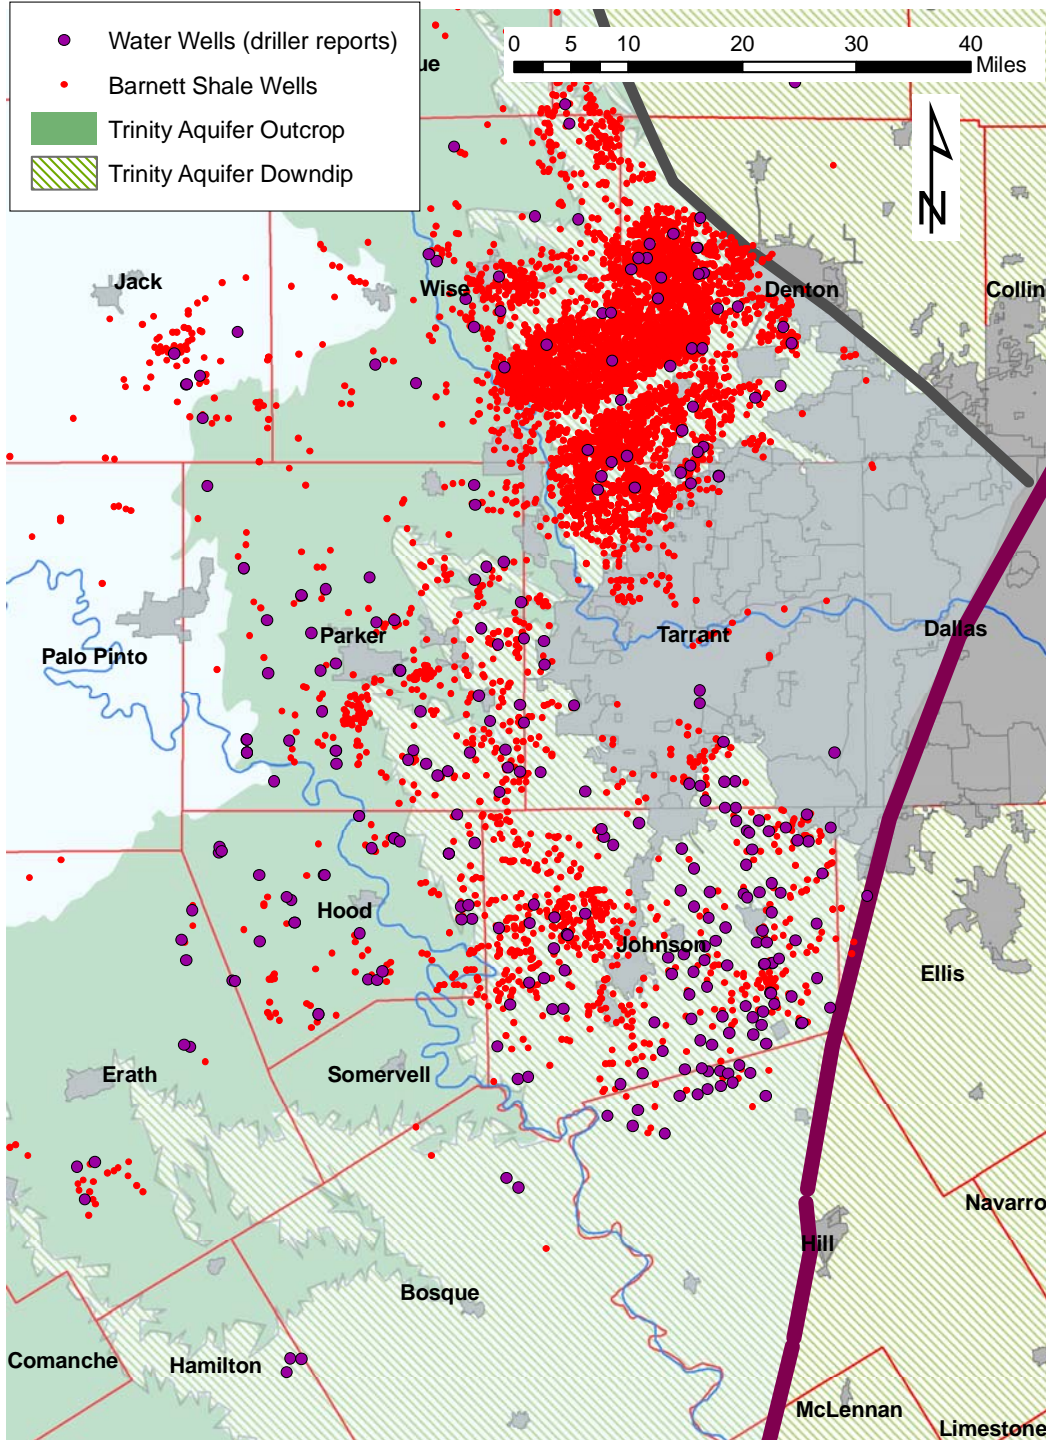 Water Wells (driller reports)
Barnett Shale Wells
Trinity Aquifer Outcrop
Trinity Aquifer Downdip
ue
0 5 10 20 30 40
Miles
N
Jack
Wise
Denton
Collin
Palo Pinto
Parker
Tarrant
Dallas
Hood
Johnson
Ellis
Erath
Somervell
Navarro
Hill
Bosque
Comanche
Hamilton
McLennan
Limestone